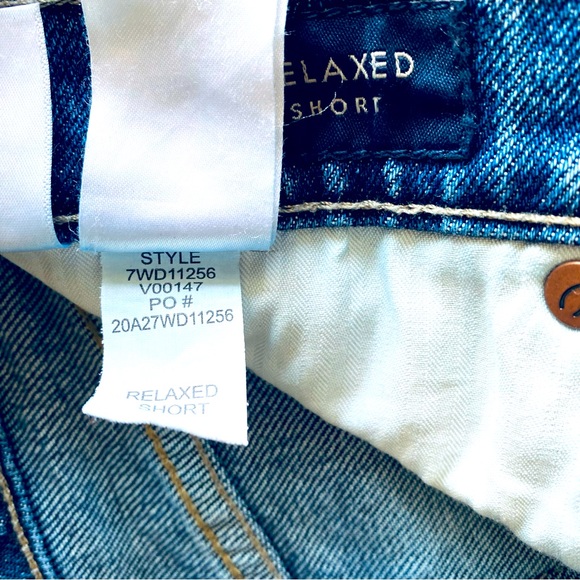 RELAXED
SHORT
STYLE
7WD11256
V00147
PO #
20A27WD11256
RELAXED
SHORT